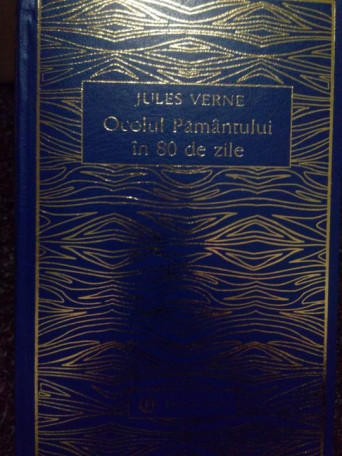 JULES VERNE
Ocolul Pământului
în 80 de zile